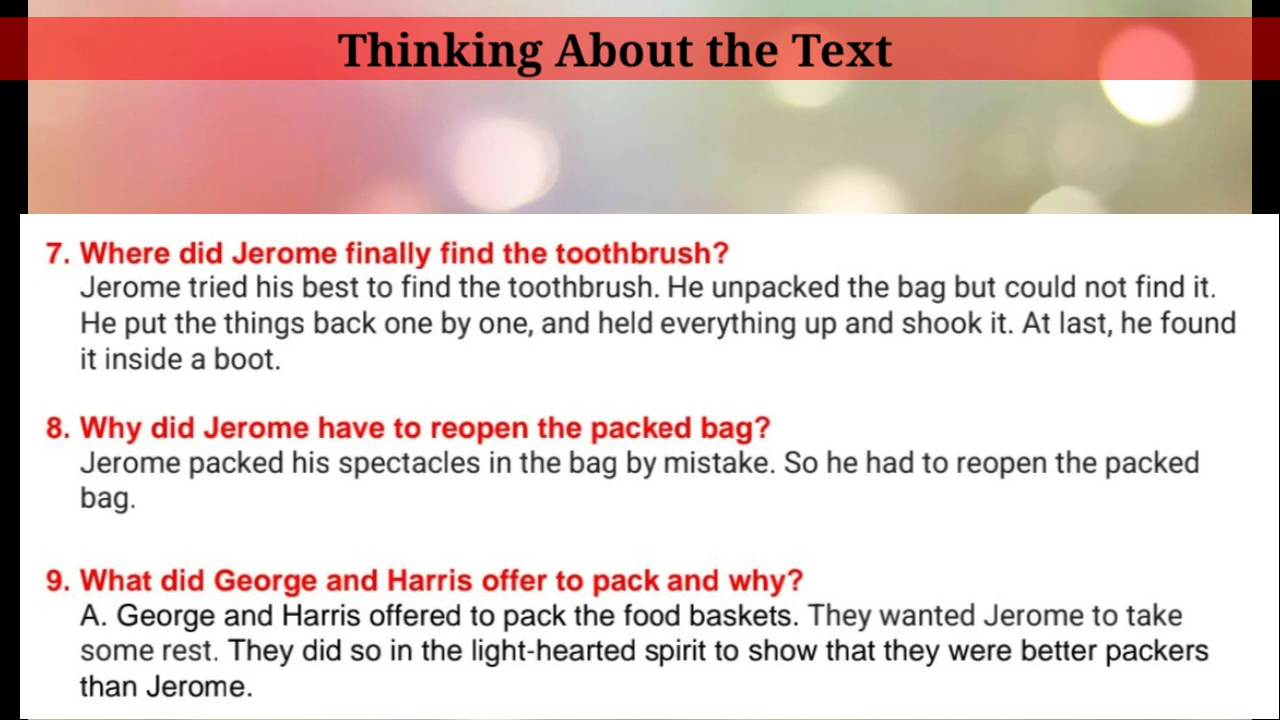 Thinking About the Text
7. Where did Jerome finally find the toothbrush?
Jerome tried his best to find the toothbrush. He unpacked the bag but could not find it.
He put the things back one by one, and held everything up and shook it. At last, he found
it inside a boot.
8. Why did Jerome have to reopen the packed bag?
Jerome packed his spectacles in the bag by mistake. So he had to reopen the packed
bag.
9. What did George and Harris offer to pack and why?
A. George and Harris offered to pack the food baskets. They wanted Jerome to take
some rest. They did so in the light-hearted spirit to show that they were better packers
than Jerome.